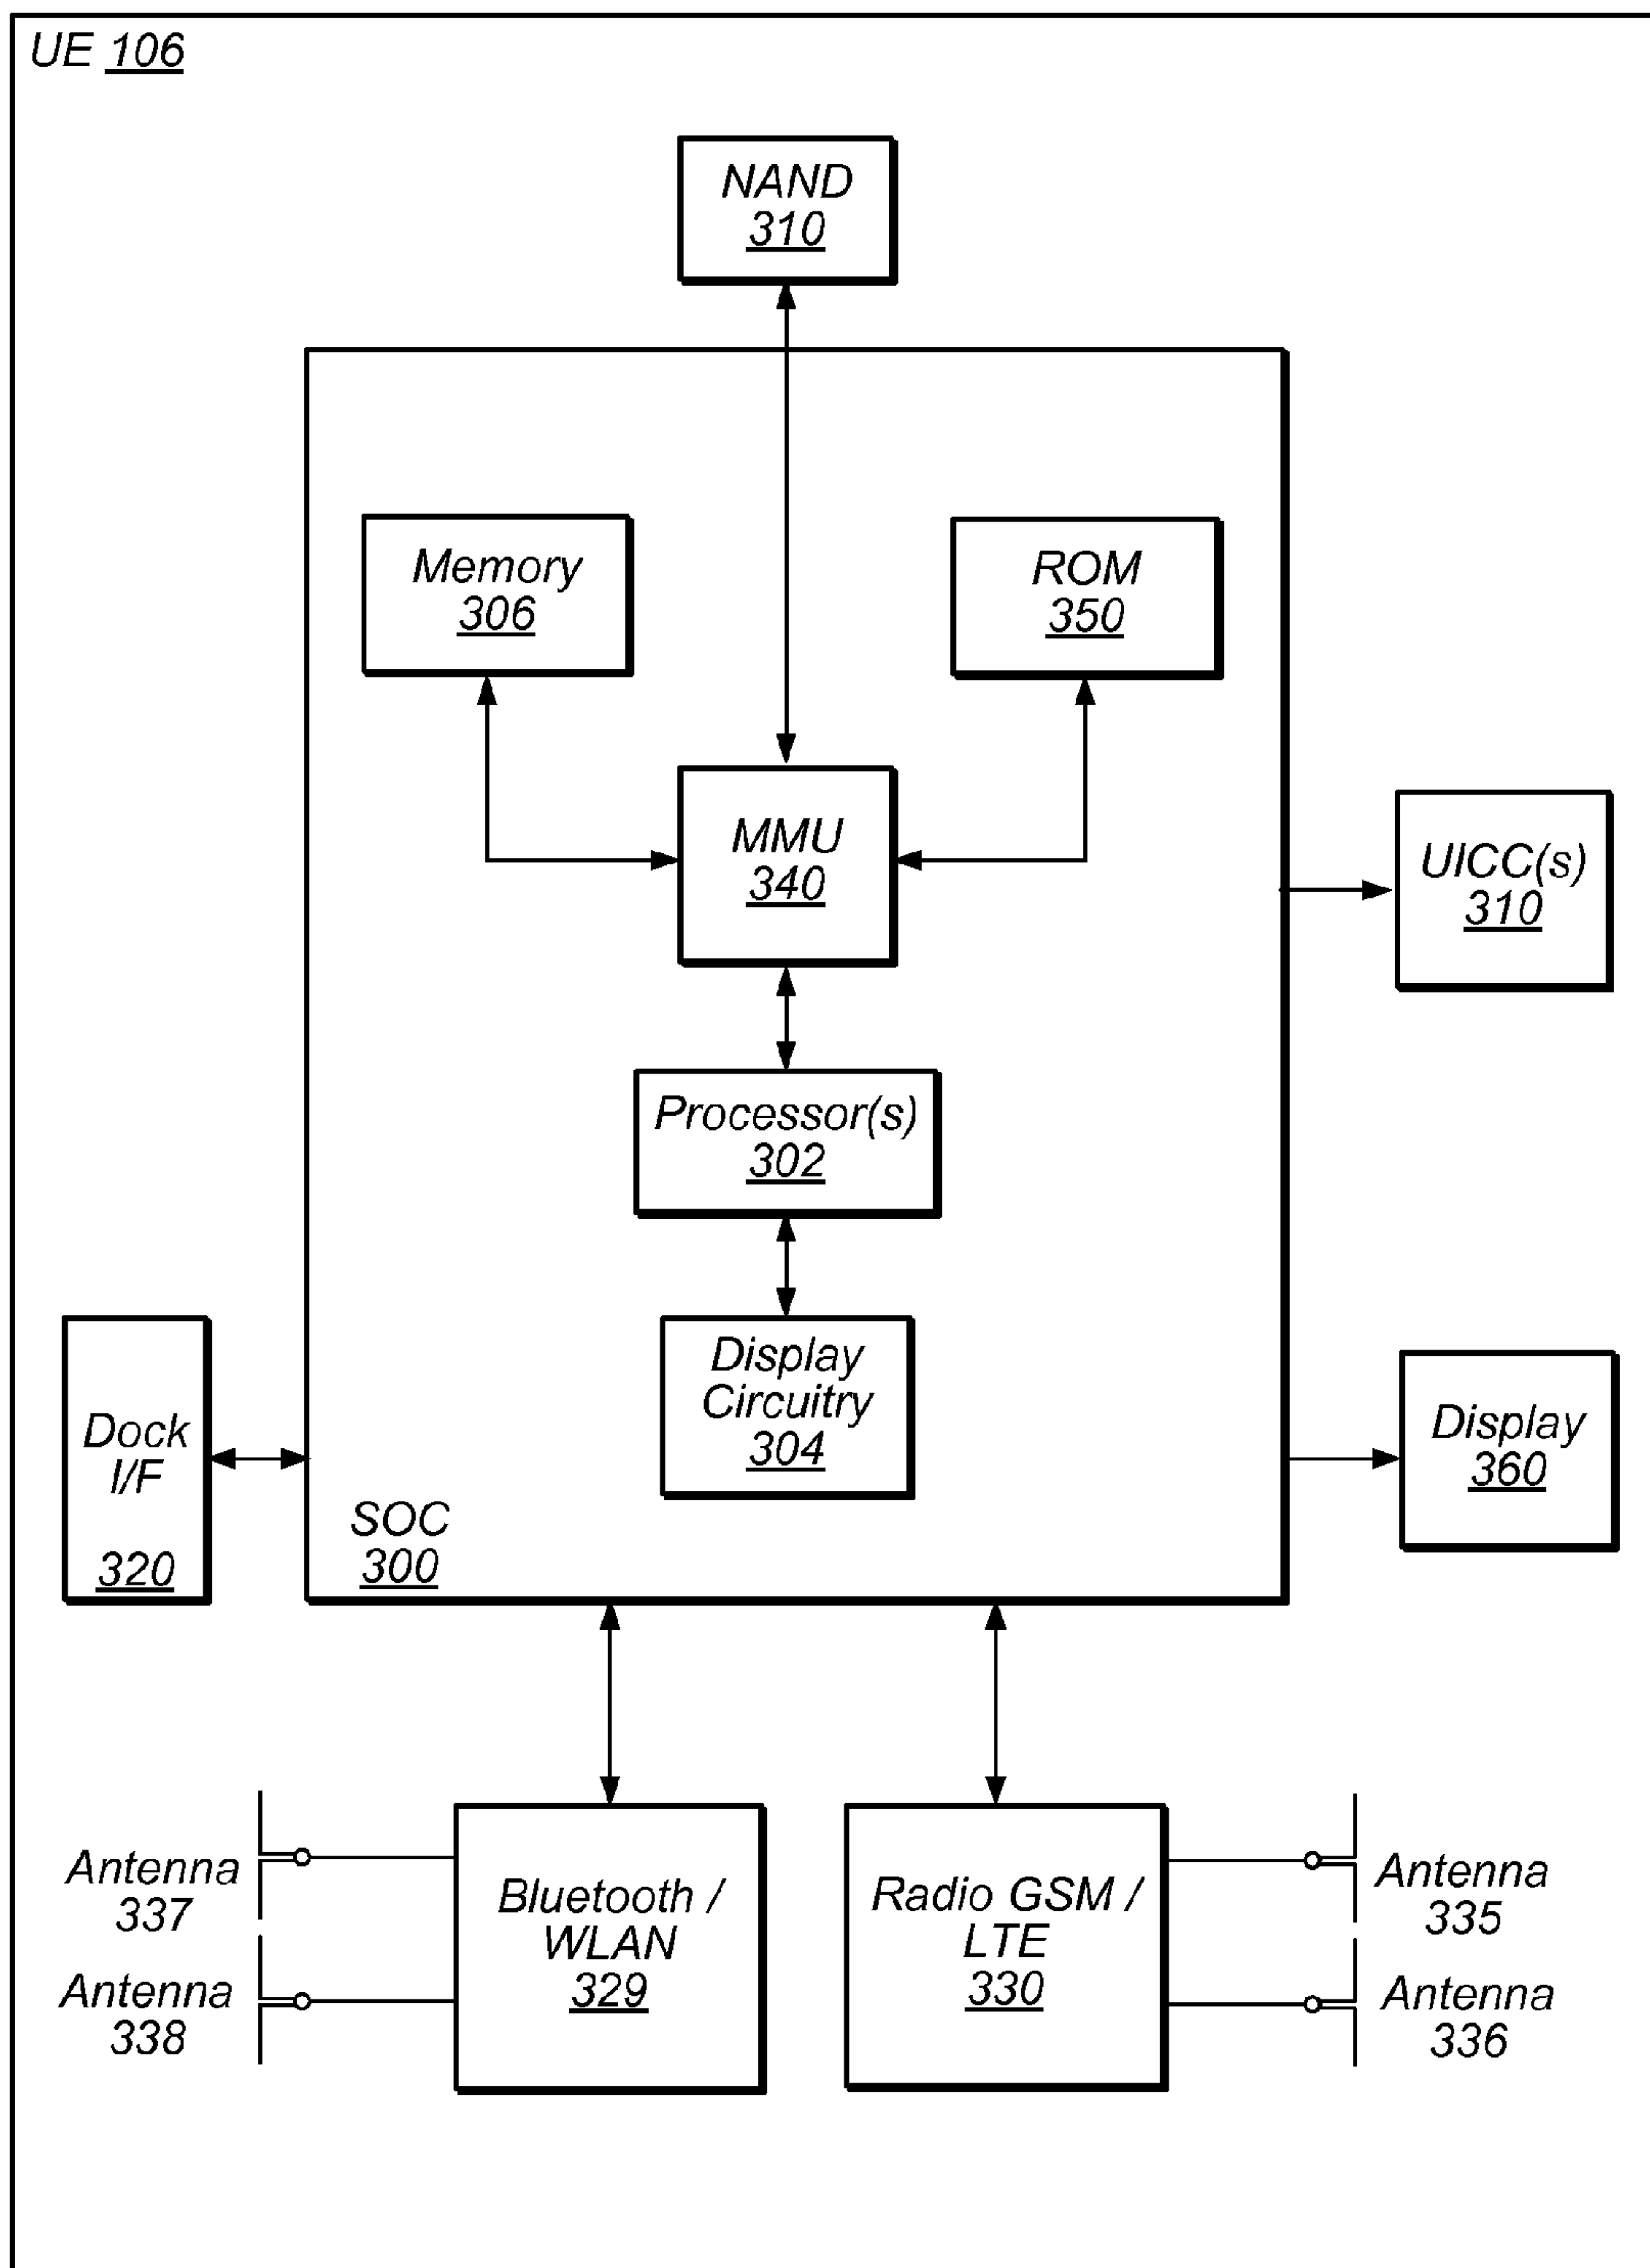 UE 106
NAND
310
Memory
306
ROM
350
MMU
340
UICC(s)
310
Processor(s)
302
Display
Circuitry
304
Dock
I/F
320
Display
360
SOC
300
Antenna
337
Antenna
338
Bluetooth /
WLAN
329
Radio GSM /
LTE
330
Antenna
335
Antenna
336